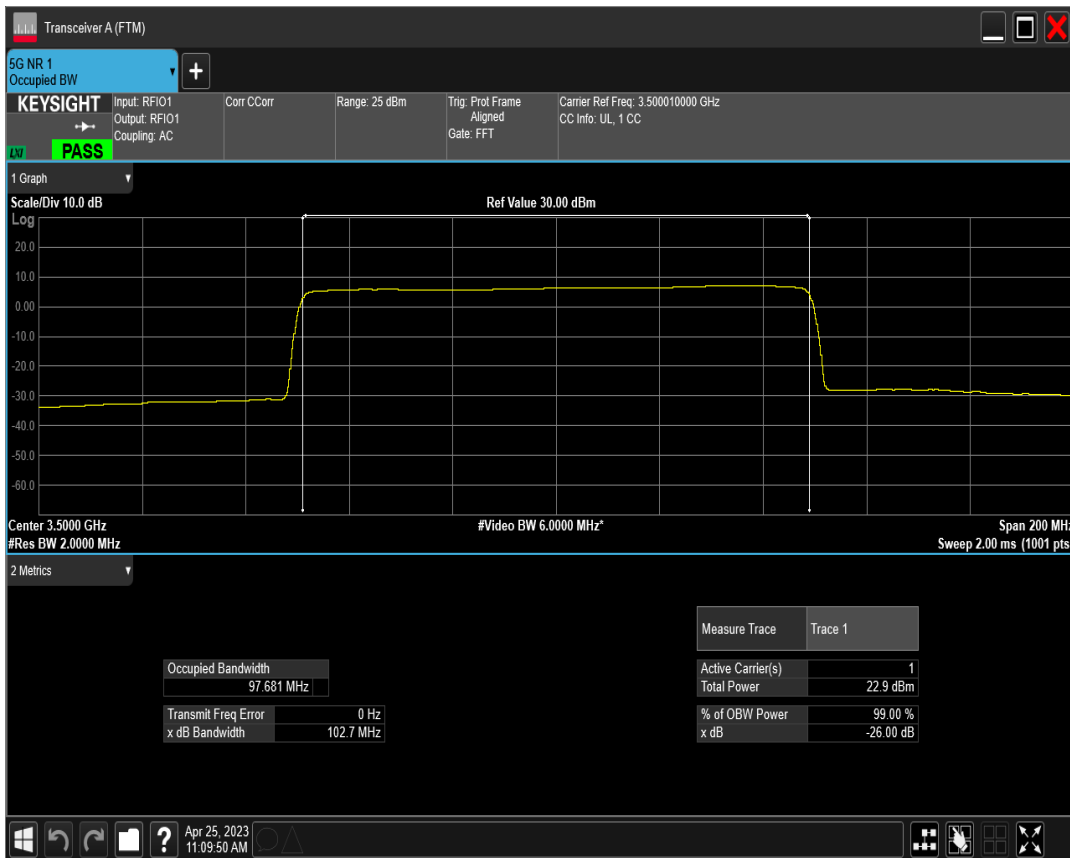 Transceiver A (FTM)
5G NR 1
Occupied BW
+
KEYSIGHT
Input: RFIO1
Output: RFIO1
Coupling: AC
Corr CCorr
Range: 25 dBm
Trig: Prot Frame
Aligned
Gate: FFT
Carrier Ref Freq: 3.500010000 GHz
CC Info: UL, 1 CC
LXI
PASS
1 Graph
Scale/Div 10.0 dB
Ref Value 30.00 dBm
Log
20.0
10.0
0.00
-10.0
-20.0
-30.0
-40.0
-50.0
-60.0
Center 3.5000 GHz
#Video BW 6.0000 MHz*
Span 200 MHz
#Res BW 2.0000 MHz
Sweep 2.00 ms (1001 pts
2 Metrics
Measure Trace Trace 1
Occupied Bandwidth
97.681 MHz
Active Carrier(s) 1
Total Power 22.9 dBm
Transmit Freq Error 0 Hz
x dB Bandwidth 102.7 MHz
% of OBW Power 99.00 %
x dB -26.00 dB
?
Apr 25, 2023
11:09:50 AM